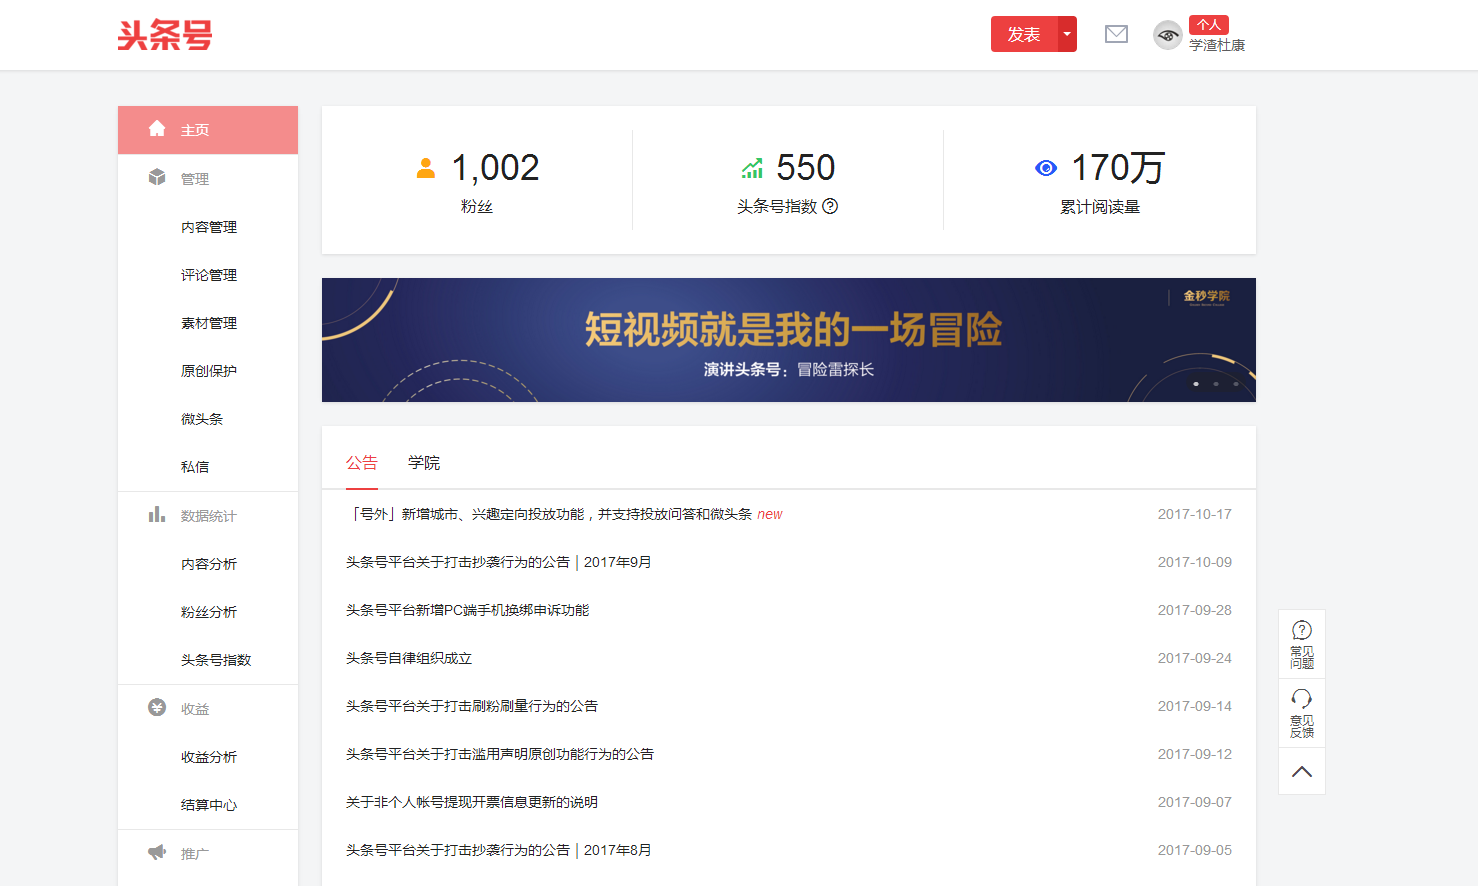 头条号
发表
个人
学渣杜康
主页
管理
内容管理
评论管理
素材管理
原创保护
微头条
私信
数据统计
内容分析
粉丝分析
头条号指数
收益
收益分析
结算中心
推广
1,002
粉丝
550
头条号指数
170万
累计阅读量
金秒学院
短视频就是我的一场冒险
演讲头条号：冒险雷探长
公告 学院
「号外」新增城市、兴趣定向投放功能，并支持投放问答和微头条 new 2017-10-17
头条号平台关于打击抄袭行为的公告｜2017年9月 2017-10-09
头条号平台新增PC端手机换绑申诉功能 2017-09-28
头条号自律组织成立 2017-09-24
头条号平台关于打击刷粉刷量行为的公告 2017-09-14
头条号平台关于打击滥用声明原创功能行为的公告 2017-09-12
关于非个人帐号提现开票信息更新的说明 2017-09-07
头条号平台关于打击抄袭行为的公告｜2017年8月 2017-09-05
常见
问题
意见
反馈